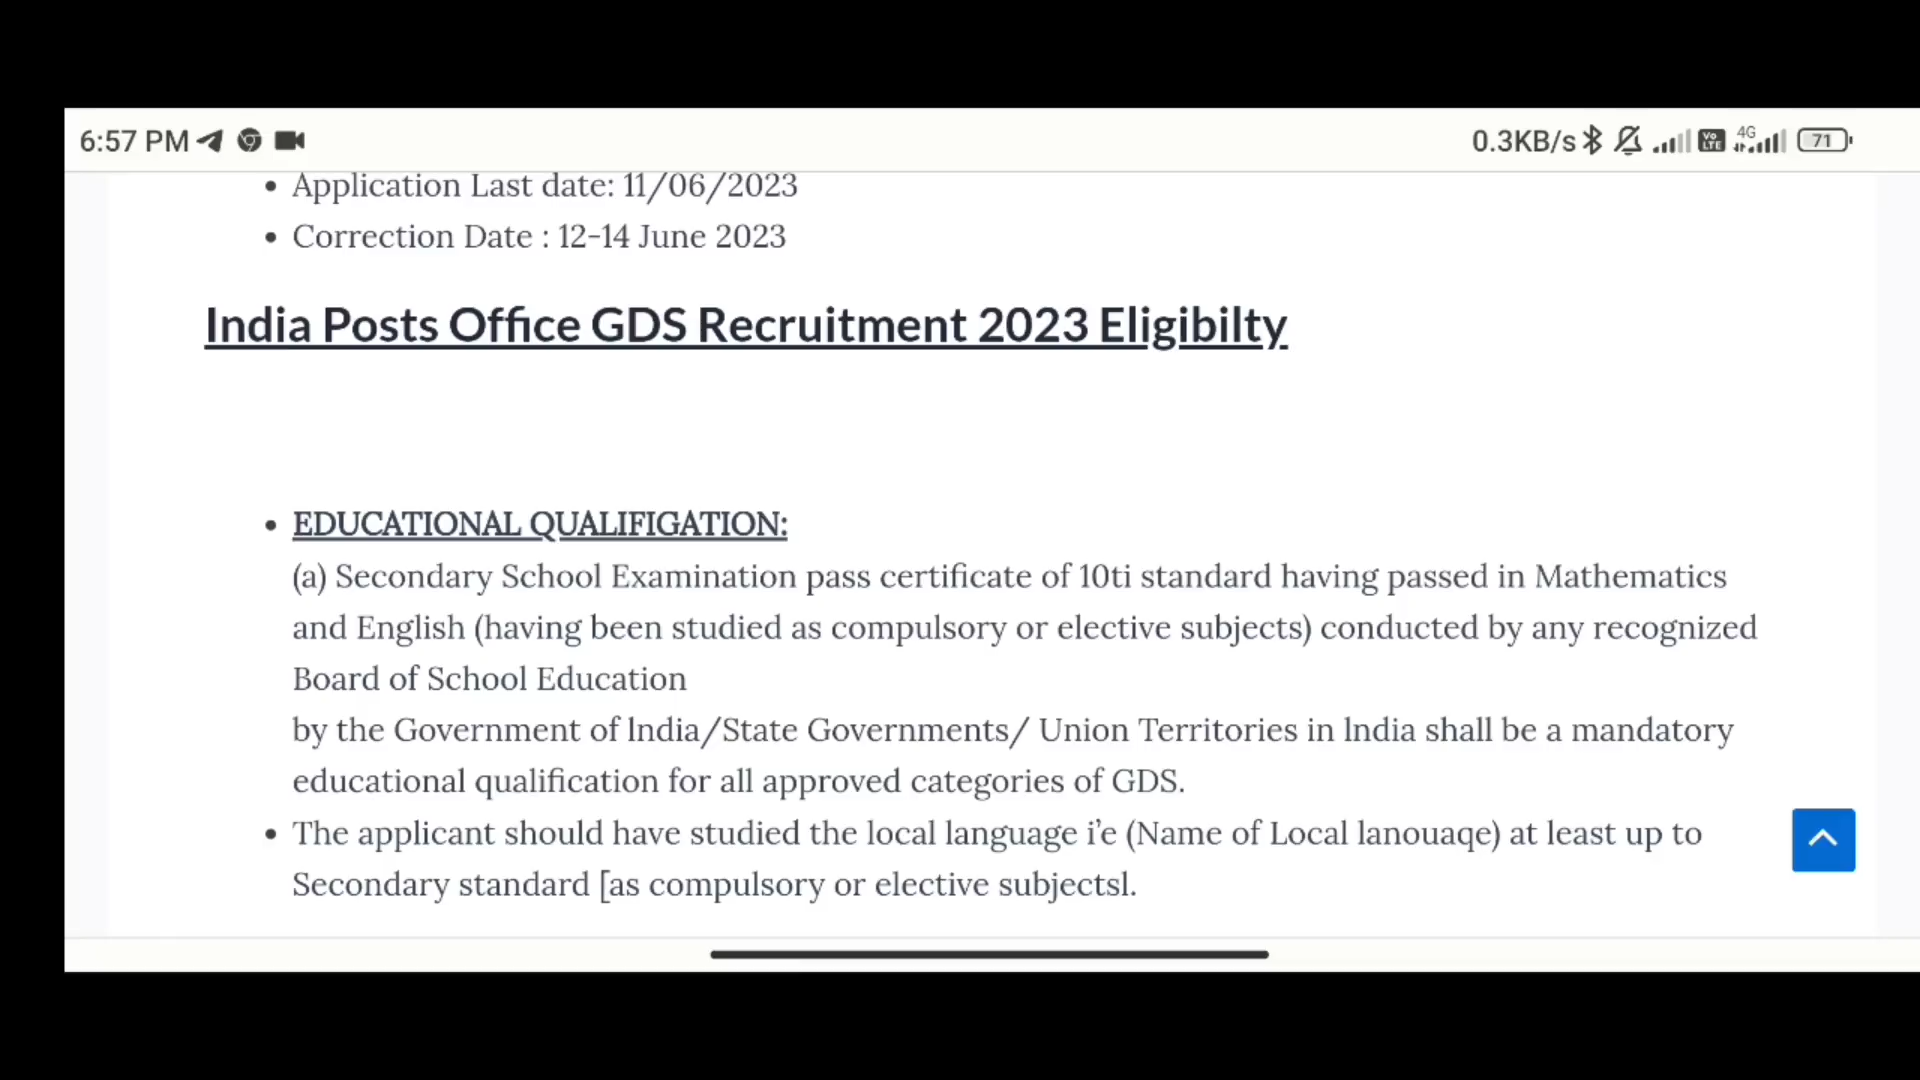 6:57 PM 0.3KB/s Vo LTE 4G 71
Application Last date: 11/06/2023
Correction Date : 12-14 June 2023
India Posts Office GDS Recruitment 2023 Eligibilty
EDUCATIONAL QUALIFIGATION:
(a) Secondary School Examination pass certificate of 10ti standard having passed in Mathematics
and English (having been studied as compulsory or elective subjects) conducted by any recognized
Board of School Education
by the Government of lndia/State Governments/ Union Territories in lndia shall be a mandatory
educational qualification for all approved categories of GDS.
The applicant should have studied the local language i’e (Name of Local lanouaqe) at least up to
Secondary standard [as compulsory or elective subjectsl.